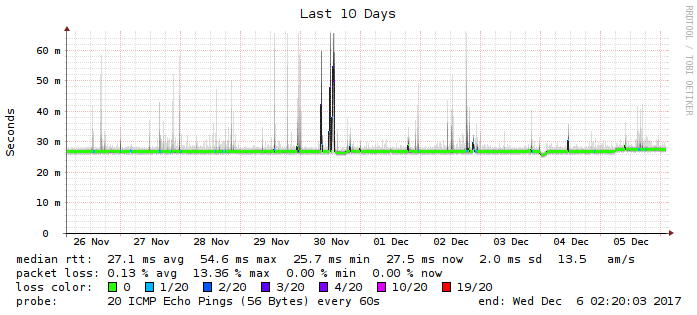 Last 10 Days
RRDTOOL / TOBI OETIKER
Seconds
60 m
50 m
40 m
30 m
20 m
10 m
0
26 Nov 27 Nov 28 Nov 29 Nov 30 Nov 01 Dec 02 Dec 03 Dec 04 Dec 05 Dec
median rtt: 27.1 ms avg 54.6 ms max 25.7 ms min 27.5 ms now 2.0 ms sd 13.5 am/s
packet loss: 0.13 % avg 13.36 % max 0.00 % min 0.00 % now
loss color: 0 1/20 2/20 3/20 4/20 10/20 19/20
probe: 20 ICMP Echo Pings (56 Bytes) every 60s end: Wed Dec 6 02:20:03 2017